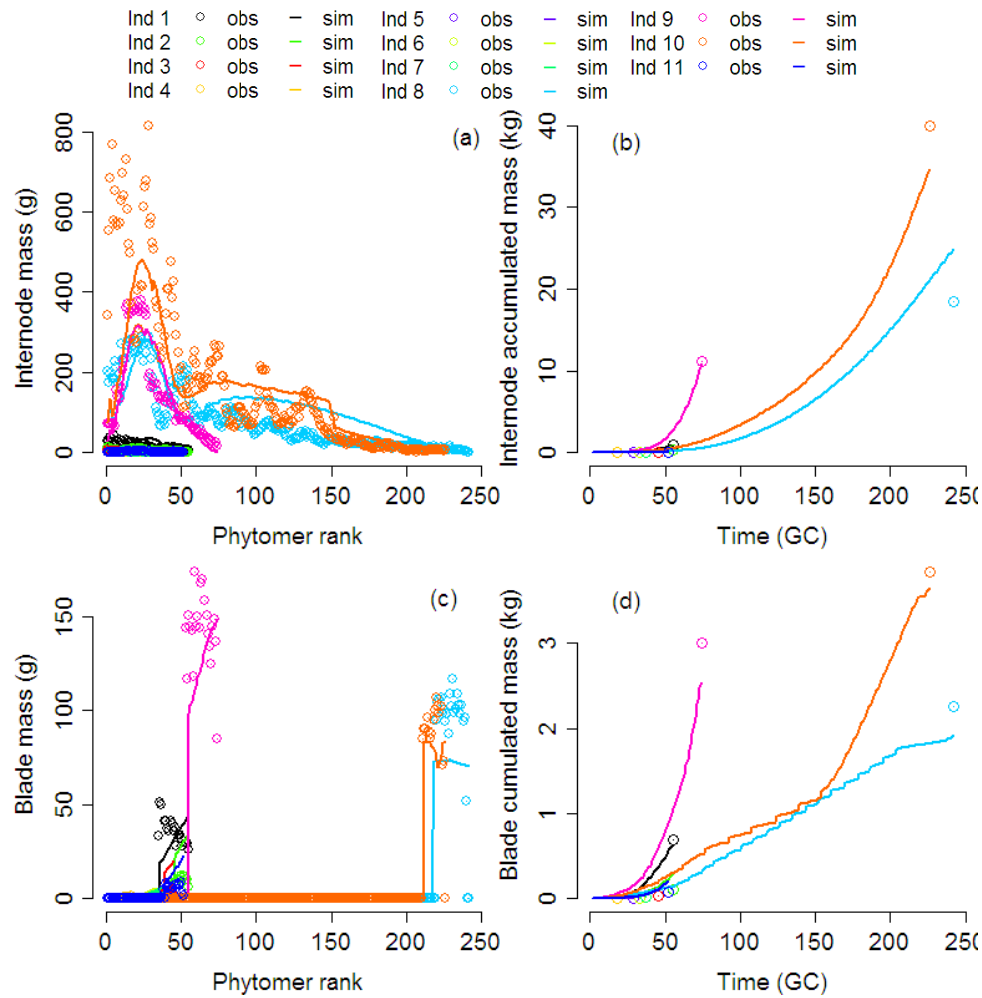 Ind 1 obs sim Ind 5 obs sim Ind 9 obs sim
Ind 2 obs sim Ind 6 obs sim Ind 10 obs sim
Ind 3 obs sim Ind 7 obs sim Ind 11 obs sim
Ind 4 obs sim Ind 8 obs sim
(a)
Internode mass (g)
0 200 400 600 800
0 50 100 150 200 250
Phytomer rank
(b)
Internode accumulated mass (kg)
0 10 20 30 40
0 50 100 150 200 250
Time (GC)
(c)
Blade mass (g)
0 50 100 150
0 50 100 150 200 250
Phytomer rank
(d)
Blade cumulated mass (kg)
0 1 2 3
0 50 100 150 200 250
Time (GC)